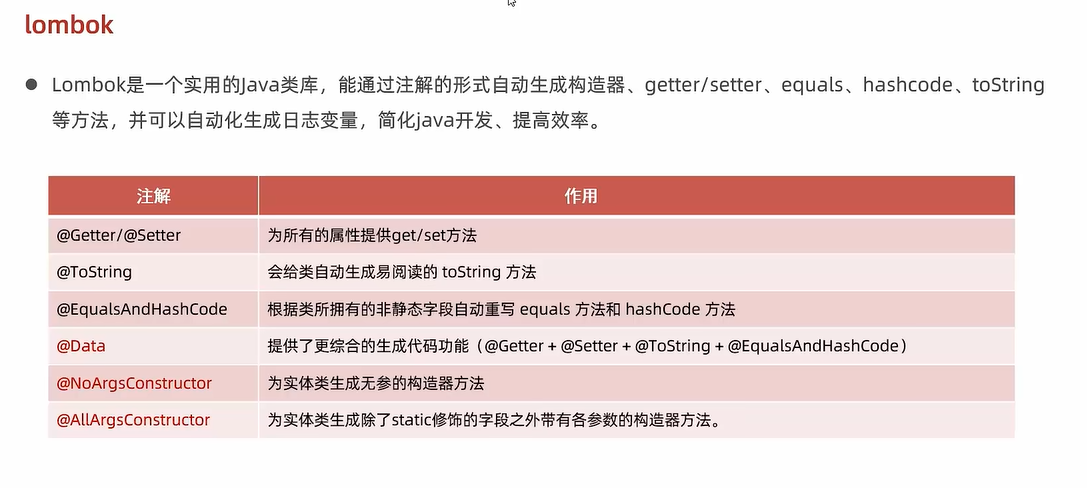 lombok
Lombok是一个实用的Java类库，能通过注解的形式自动生成构造器、getter/setter、equals、hashcode、toString
等方法，并可以自动化生成日志变量，简化java开发、提高效率。
注解 作用
@Getter/@Setter 为所有的属性提供get/set方法
@ToString 会给类自动生成易阅读的 toString 方法
@EqualsAndHashCode 根据类所拥有的非静态字段自动重写 equals 方法和 hashCode 方法
@Data 提供了更综合的生成代码功能（@Getter + @Setter + @ToString + @EqualsAndHashCode）
@NoArgsConstructor 为实体类生成无参的构造器方法
@AllArgsConstructor 为实体类生成除了static修饰的字段之外带有各参数的构造器方法。